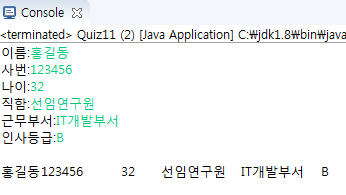 Console
<terminated> Quiz11 (2) [Java Application] C:\jdk1.8\bin\java
이름:홍길동
사번:123456
나이:32
직함:선임연구원
근무부서:IT개발부서
인사등급:B
홍길동123456 32 선임연구원 IT개발부서 B